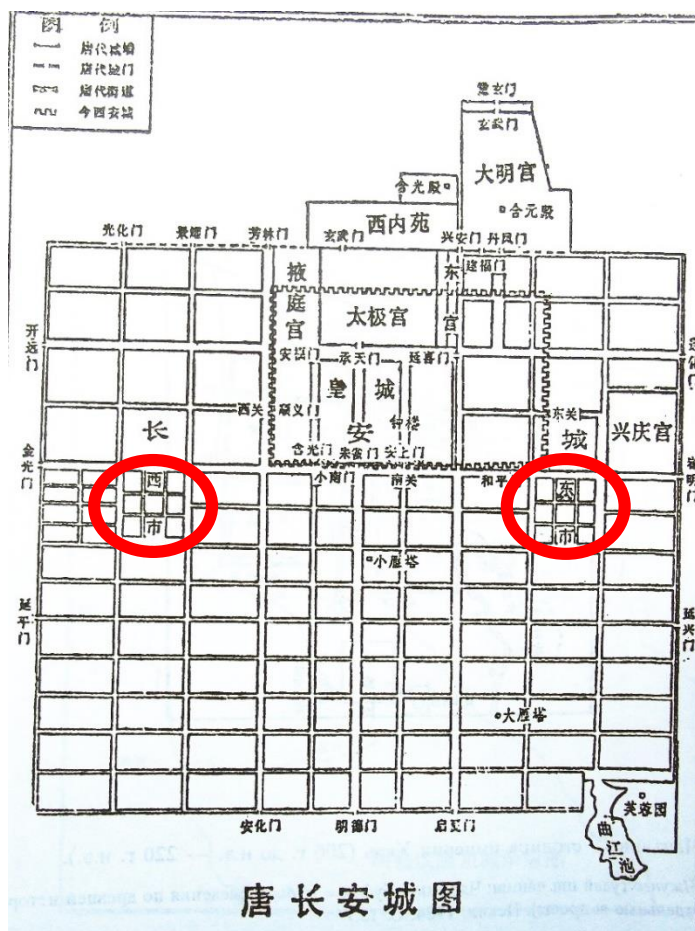 图 例
唐代城墙
唐代城门
唐代街道
今西安城
玄武门
大明宫
含光殿
含元殿
西内苑
光化门
景耀门
芳林门
玄武门
兴安门
丹凤门
建福门
掖庭宫
东宫
太极宫
开远门
安福门
承天门
延喜门
皇城
西关
顺义门
东关
兴庆宫
长安城
钟楼
金光门
含光门
朱雀门
安上门
西市
小南门
南关
和平
东市
小雁塔
延平门
延兴门
大雁塔
安化门
明德门
启夏门
芙蓉园
曲江池
唐长安城图